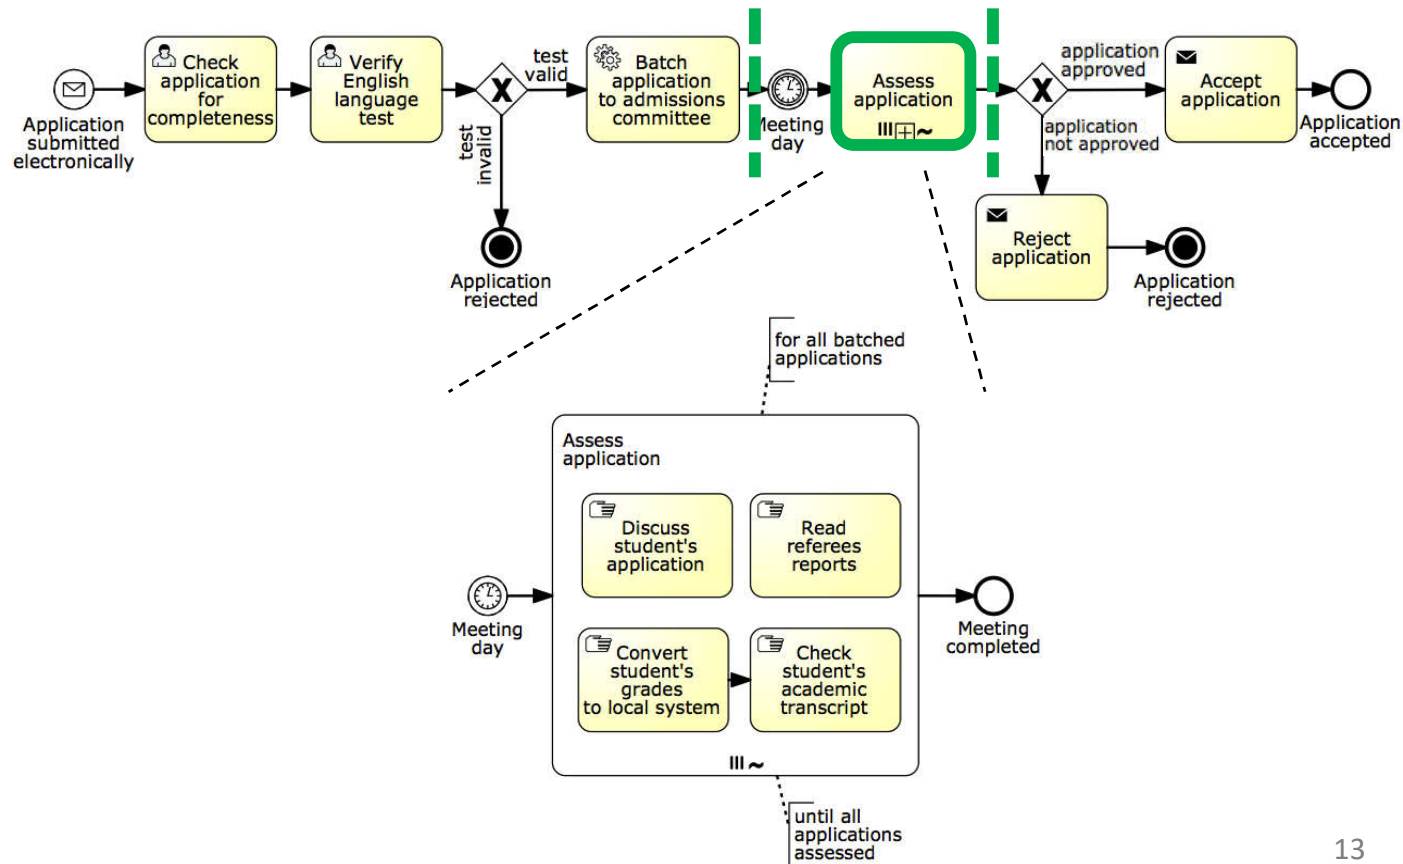 Check
application
for
completeness
Verify
English
language
test
test
valid
test
invalid
Batch
application
to admissions
committee
Meeting
day
Assess
application
application
approved
application
not approved
Accept
application
Application
accepted
Application
submitted
electronically
Application
rejected
Reject
application
Application
rejected
for all batched
applications
Assess
application
Discuss
student's
application
Read
referees
reports
Meeting
day
Convert
student's
grades
to local system
Check
student's
academic
transcript
Meeting
completed
until all
applications
assessed
13